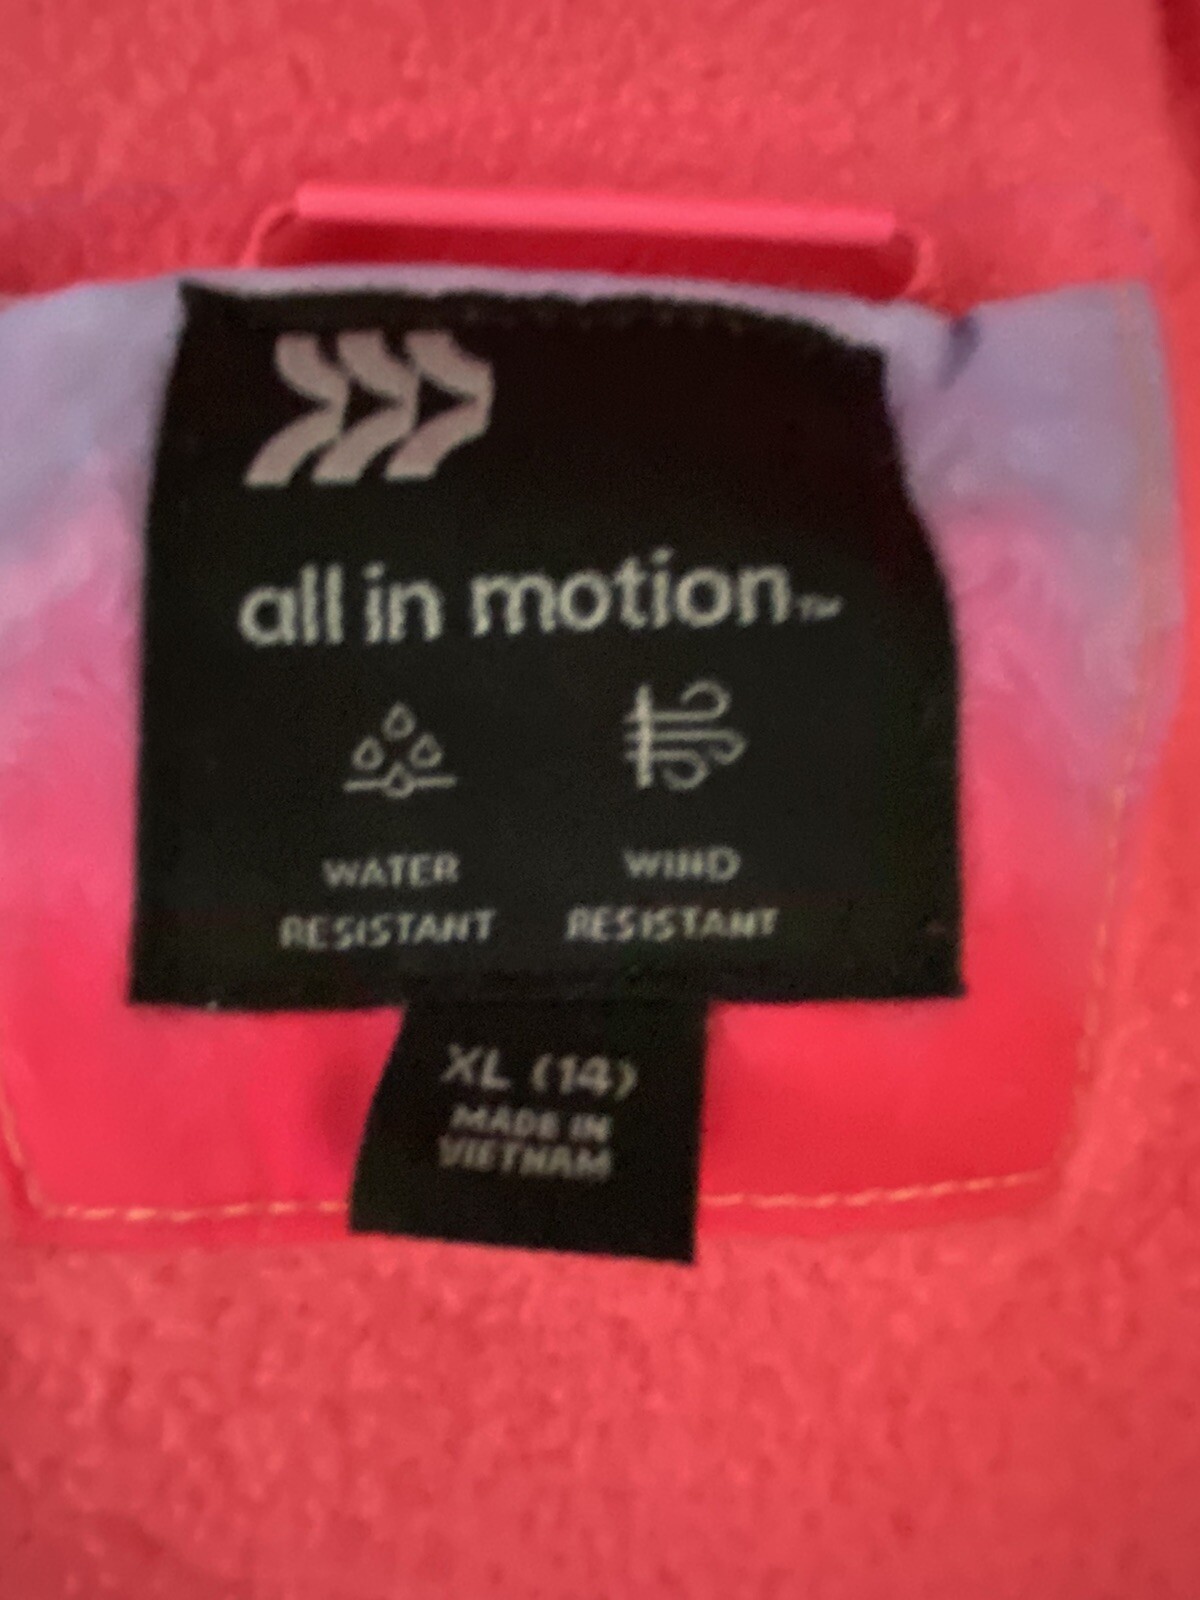 all in motion™
WATER RESISTANT
WIND RESISTANT
XL (14)
MADE IN
VIETNAM